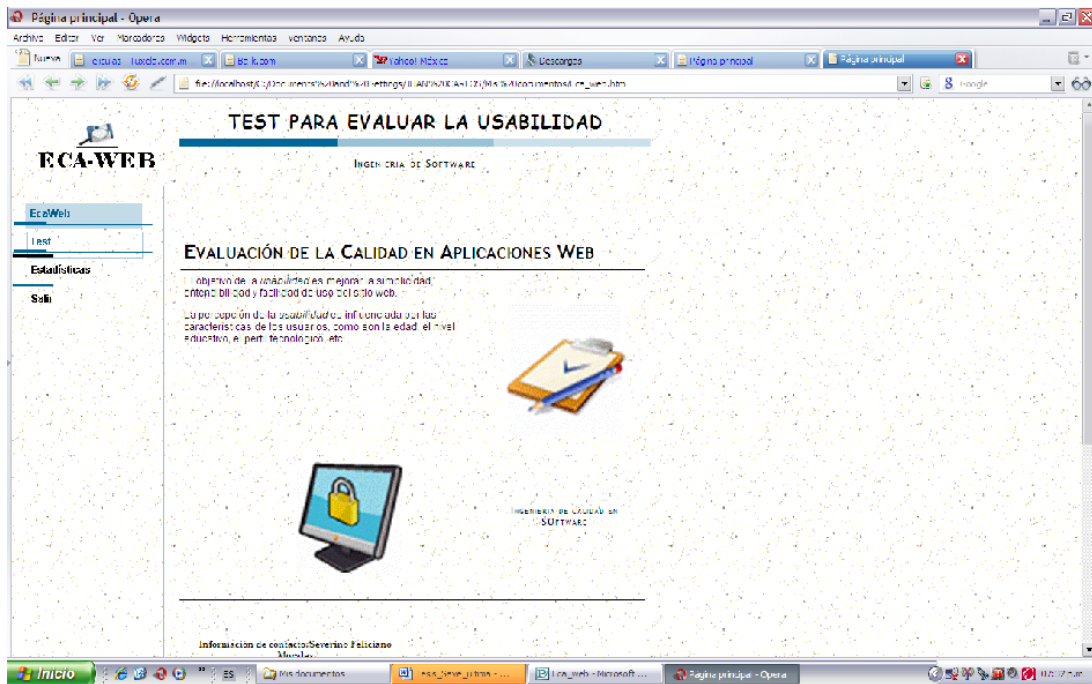 Página principal - Opera
Archivo Editar Ver Marcadores Widgets Herramientas Ventanas Ayuda
Nueva
Yahoo! México
Descargas
Página principal
Página principal
Google
TEST PARA EVALUAR LA USABILIDAD
ECA-WEB
INGENIERIA DE SOFTWARE
EcaWeb
Test
EVALUACIÓN DE LA CALIDAD EN APLICACIONES WEB
Estadísticas
El objetivo de la usabilidad es mejorar la simplicidad,
entendibilidad y facilidad de uso del sitio web.
Salir
La percepción de la usabilidad es influenciada por las
características de los usuarios, como son la edad, el nivel
educativo, el perfil tecnológico, etc
INGENIERIA DE CALIDAD EN
SOFTWARE
Información de contacto:Severino Feliciano
Morales
Inicio
ES
Mis documentos
Eca_web - Microsoft ...
Página principal - Opera